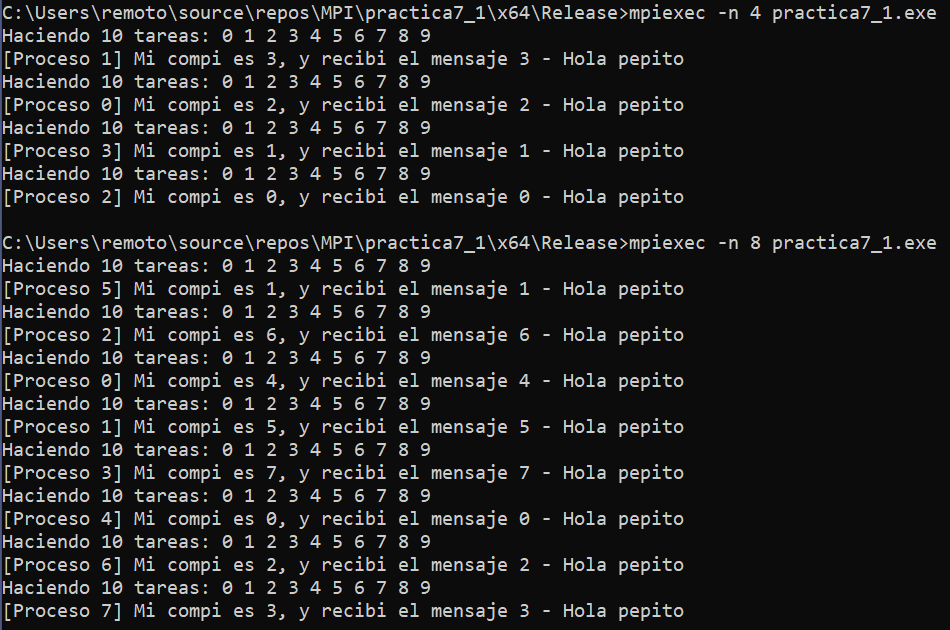 C:\Users\remoto\source\repos\MPI\practica7_1\x64\Release>mpiexec -n 4 practica7_1.exe
Haciendo 10 tareas: 0 1 2 3 4 5 6 7 8 9
[Proceso 1] Mi compi es 3, y recibi el mensaje 3 - Hola pepito
Haciendo 10 tareas: 0 1 2 3 4 5 6 7 8 9
[Proceso 0] Mi compi es 2, y recibi el mensaje 2 - Hola pepito
Haciendo 10 tareas: 0 1 2 3 4 5 6 7 8 9
[Proceso 3] Mi compi es 1, y recibi el mensaje 1 - Hola pepito
Haciendo 10 tareas: 0 1 2 3 4 5 6 7 8 9
[Proceso 2] Mi compi es 0, y recibi el mensaje 0 - Hola pepito
C:\Users\remoto\source\repos\MPI\practica7_1\x64\Release>mpiexec -n 8 practica7_1.exe
Haciendo 10 tareas: 0 1 2 3 4 5 6 7 8 9
[Proceso 5] Mi compi es 1, y recibi el mensaje 1 - Hola pepito
Haciendo 10 tareas: 0 1 2 3 4 5 6 7 8 9
[Proceso 2] Mi compi es 6, y recibi el mensaje 6 - Hola pepito
Haciendo 10 tareas: 0 1 2 3 4 5 6 7 8 9
[Proceso 0] Mi compi es 4, y recibi el mensaje 4 - Hola pepito
Haciendo 10 tareas: 0 1 2 3 4 5 6 7 8 9
[Proceso 1] Mi compi es 5, y recibi el mensaje 5 - Hola pepito
Haciendo 10 tareas: 0 1 2 3 4 5 6 7 8 9
[Proceso 3] Mi compi es 7, y recibi el mensaje 7 - Hola pepito
Haciendo 10 tareas: 0 1 2 3 4 5 6 7 8 9
[Proceso 4] Mi compi es 0, y recibi el mensaje 0 - Hola pepito
Haciendo 10 tareas: 0 1 2 3 4 5 6 7 8 9
[Proceso 6] Mi compi es 2, y recibi el mensaje 2 - Hola pepito
Haciendo 10 tareas: 0 1 2 3 4 5 6 7 8 9
[Proceso 7] Mi compi es 3, y recibi el mensaje 3 - Hola pepito